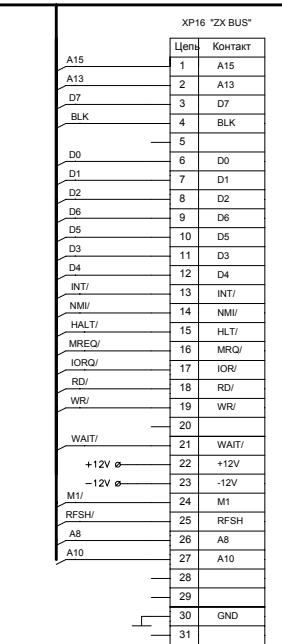 XP16 "ZX BUS"
Цепь Контакт
A15 1 A15
A13 2 A13
D7 3 D7
BLK 4 BLK
5
D0 6 D0
D1 7 D1
D2 8 D2
D6 9 D6
D5 10 D5
D3 11 D3
D4 12 D4
INT/ 13 INT/
NMI/ 14 NMI/
HALT/ 15 HLT/
MREQ/ 16 MRQ/
IORQ/ 17 IOR/
RD/ 18 RD/
WR/ 19 WR/
20
WAIT/ 21 WAIT/
+12V 22 +12V
-12V 23 -12V
M1/ 24 M1
RFSH/ 25 RFSH
A8 26 A8
A10 27 A10
28
29
30 GND
31